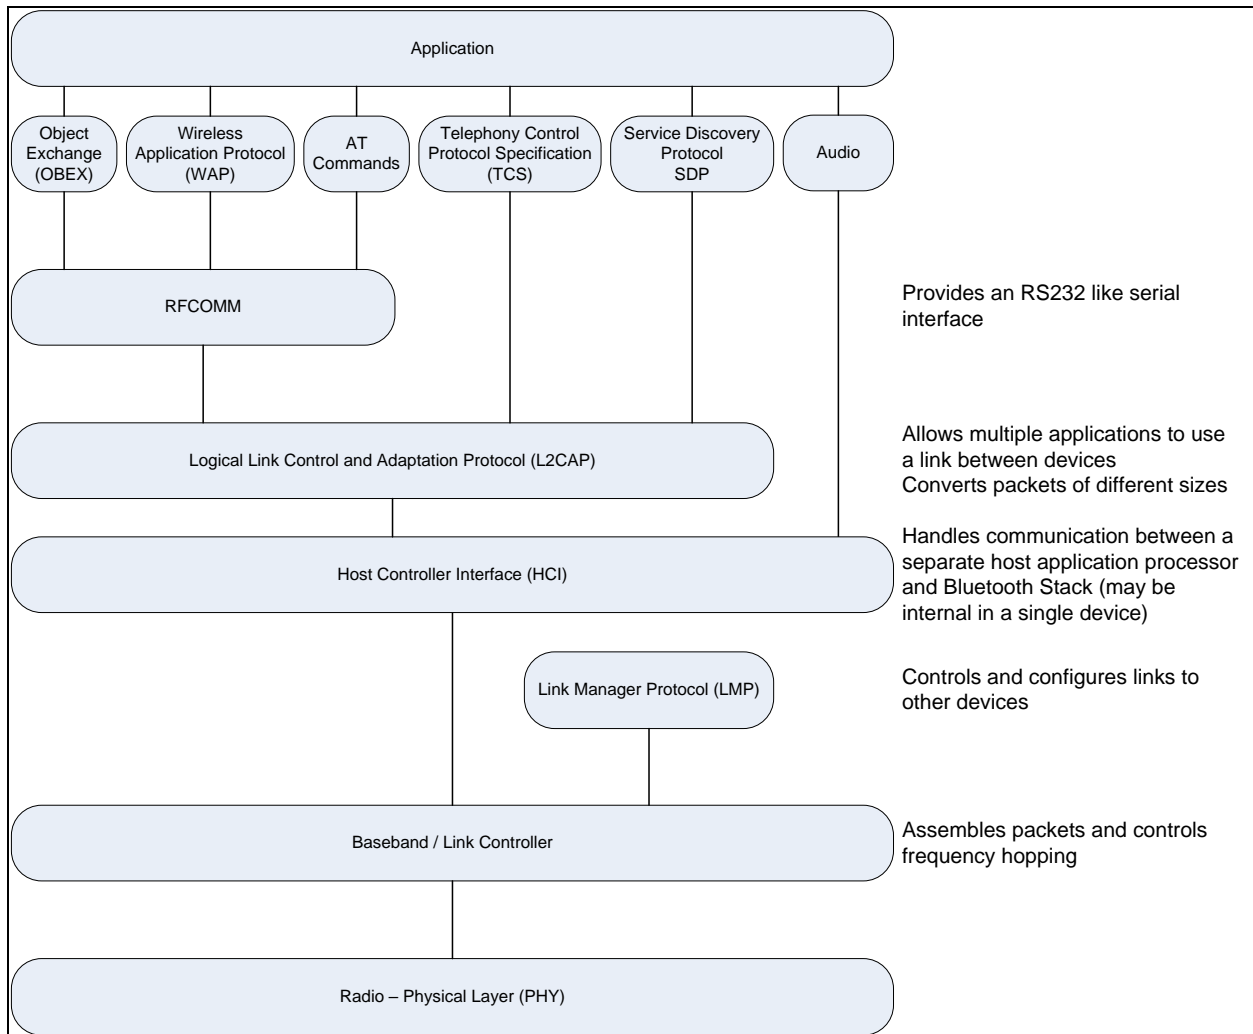 Application
Object
Exchange
(OBEX)
Wireless
Application Protocol
(WAP)
AT
Commands
Telephony Control
Protocol Specification
(TCS)
Service Discovery
Protocol
SDP
Audio
RFCOMM
Provides an RS232 like serial
interface
Logical Link Control and Adaptation Protocol (L2CAP)
Allows multiple applications to use
a link between devices
Converts packets of different sizes
Host Controller Interface (HCI)
Handles communication between a
separate host application processor
and Bluetooth Stack (may be
internal in a single device)
Link Manager Protocol (LMP)
Controls and configures links to
other devices
Baseband / Link Controller
Assembles packets and controls
frequency hopping
Radio – Physical Layer (PHY)